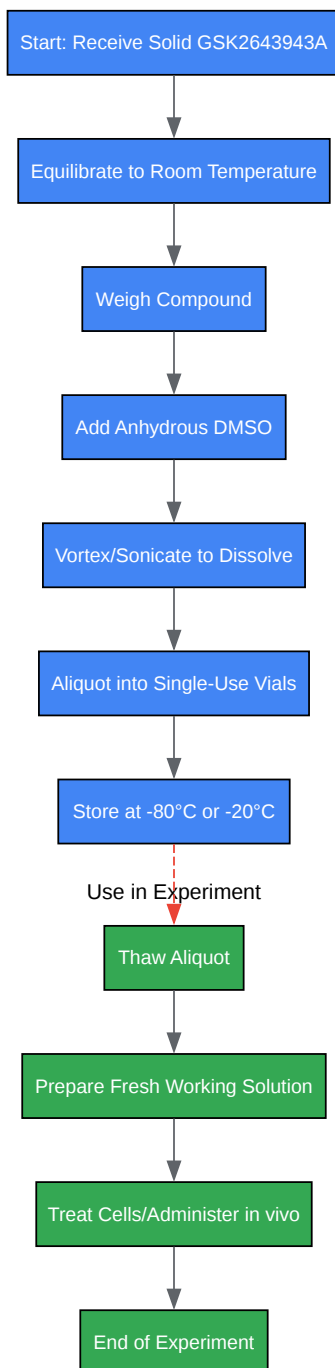 Start: Receive Solid GSK2643943A
Equilibrate to Room Temperature
Weigh Compound
Add Anhydrous DMSO
Vortex/Sonicate to Dissolve
Aliquot into Single-Use Vials
Store at -80°C or -20°C
Use in Experiment
Thaw Aliquot
Prepare Fresh Working Solution
Treat Cells/Administer in vivo
End of Experiment